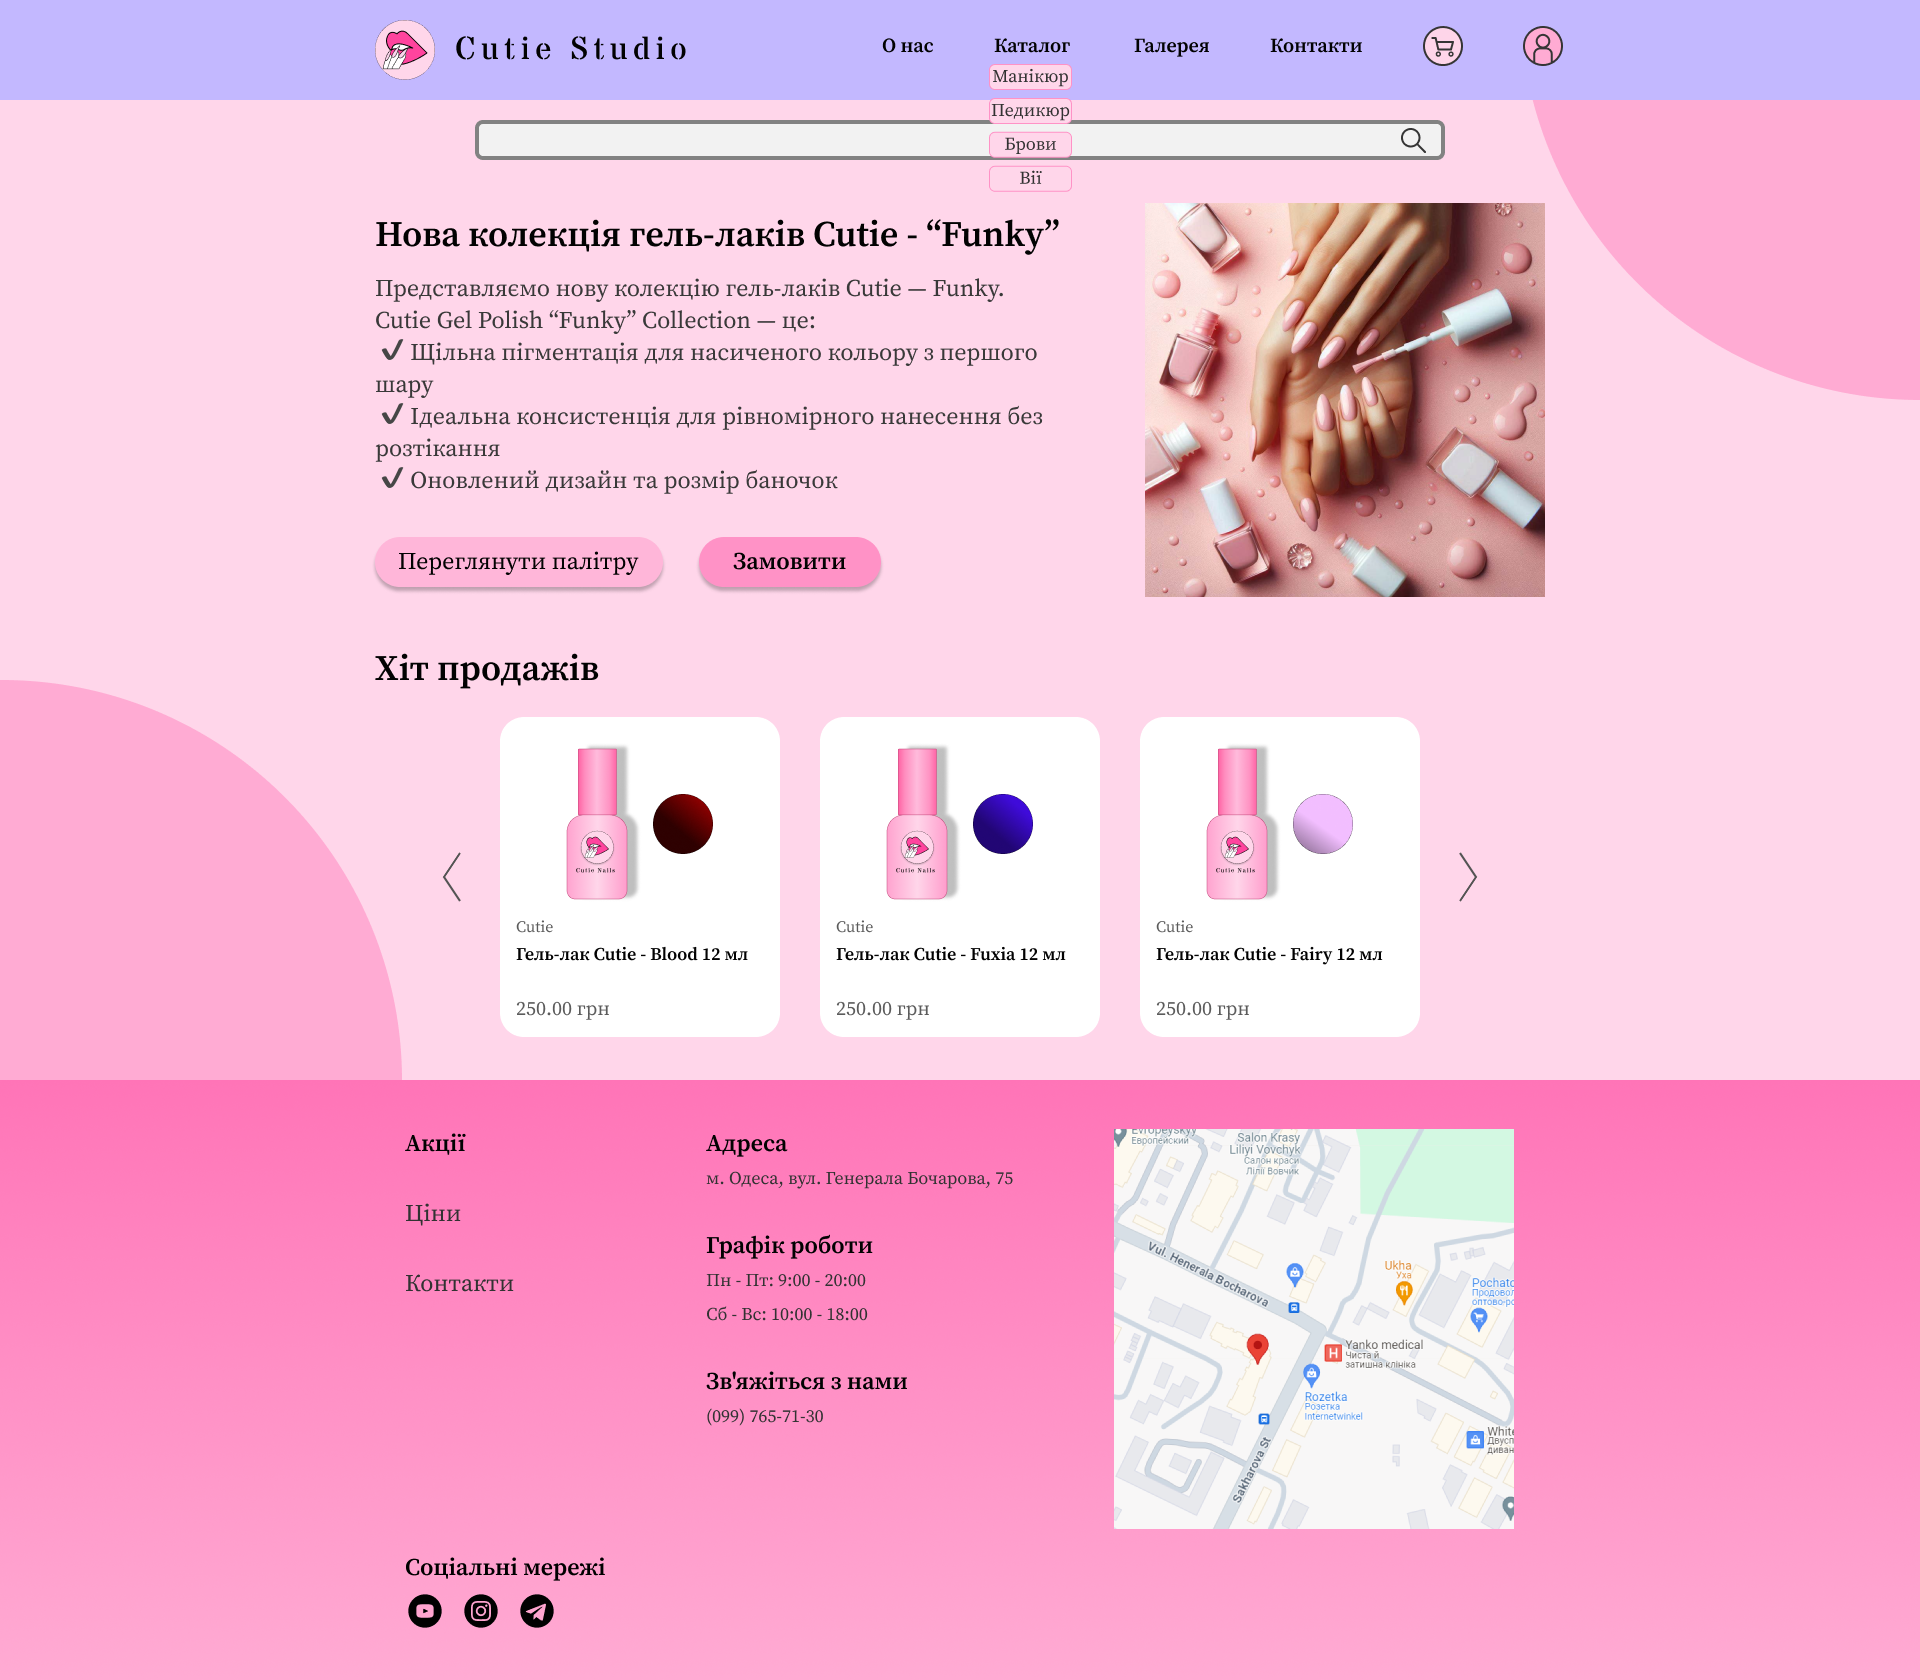 Cutie Studio
О нас
Каталог
Галерея
Контакти
Манікюр
Педикюр
Брови
Вії
Нова колекція гель-лаків Cutie - “Funky”
Представляємо нову колекцію гель-лаків Cutie — Funky.
Cutie Gel Polish “Funky” Collection — це:
✔ Щільна пігментація для насиченого кольору з першого
шару
✔ Ідеальна консистенція для рівномірного нанесення без
розтікання
✔ Оновлений дизайн та розмір баночок
Переглянути палітру
Замовити
Хіт продажів
Cutie Nails
Cutie
Гель-лак Cutie - Blood 12 мл
250.00 грн
Cutie Nails
Cutie
Гель-лак Cutie - Fuxia 12 мл
250.00 грн
Cutie Nails
Cutie
Гель-лак Cutie - Fairy 12 мл
250.00 грн
Акції
Ціни
Контакти
Адреса
м. Одеса, вул. Генерала Бочарова, 75
Графік роботи
Пн - Пт: 9:00 - 20:00
Сб - Вс: 10:00 - 18:00
Зв'яжіться з нами
(099) 765-71-30
Evropeyskyy
Европейский
Salon Krasy
Liliyi Vovchyk
Салон краси
Лілії Вовчик
Vul. Henerala Bocharova
Ukha
Уха
Pochato
Продовол
оптово-ро
H
Yanko medical
Чиста й
затишна клініка
Rozetka
Розетка
Internetwinkel
White
Двусп
диван
Sakharova St
Соціальні мережі